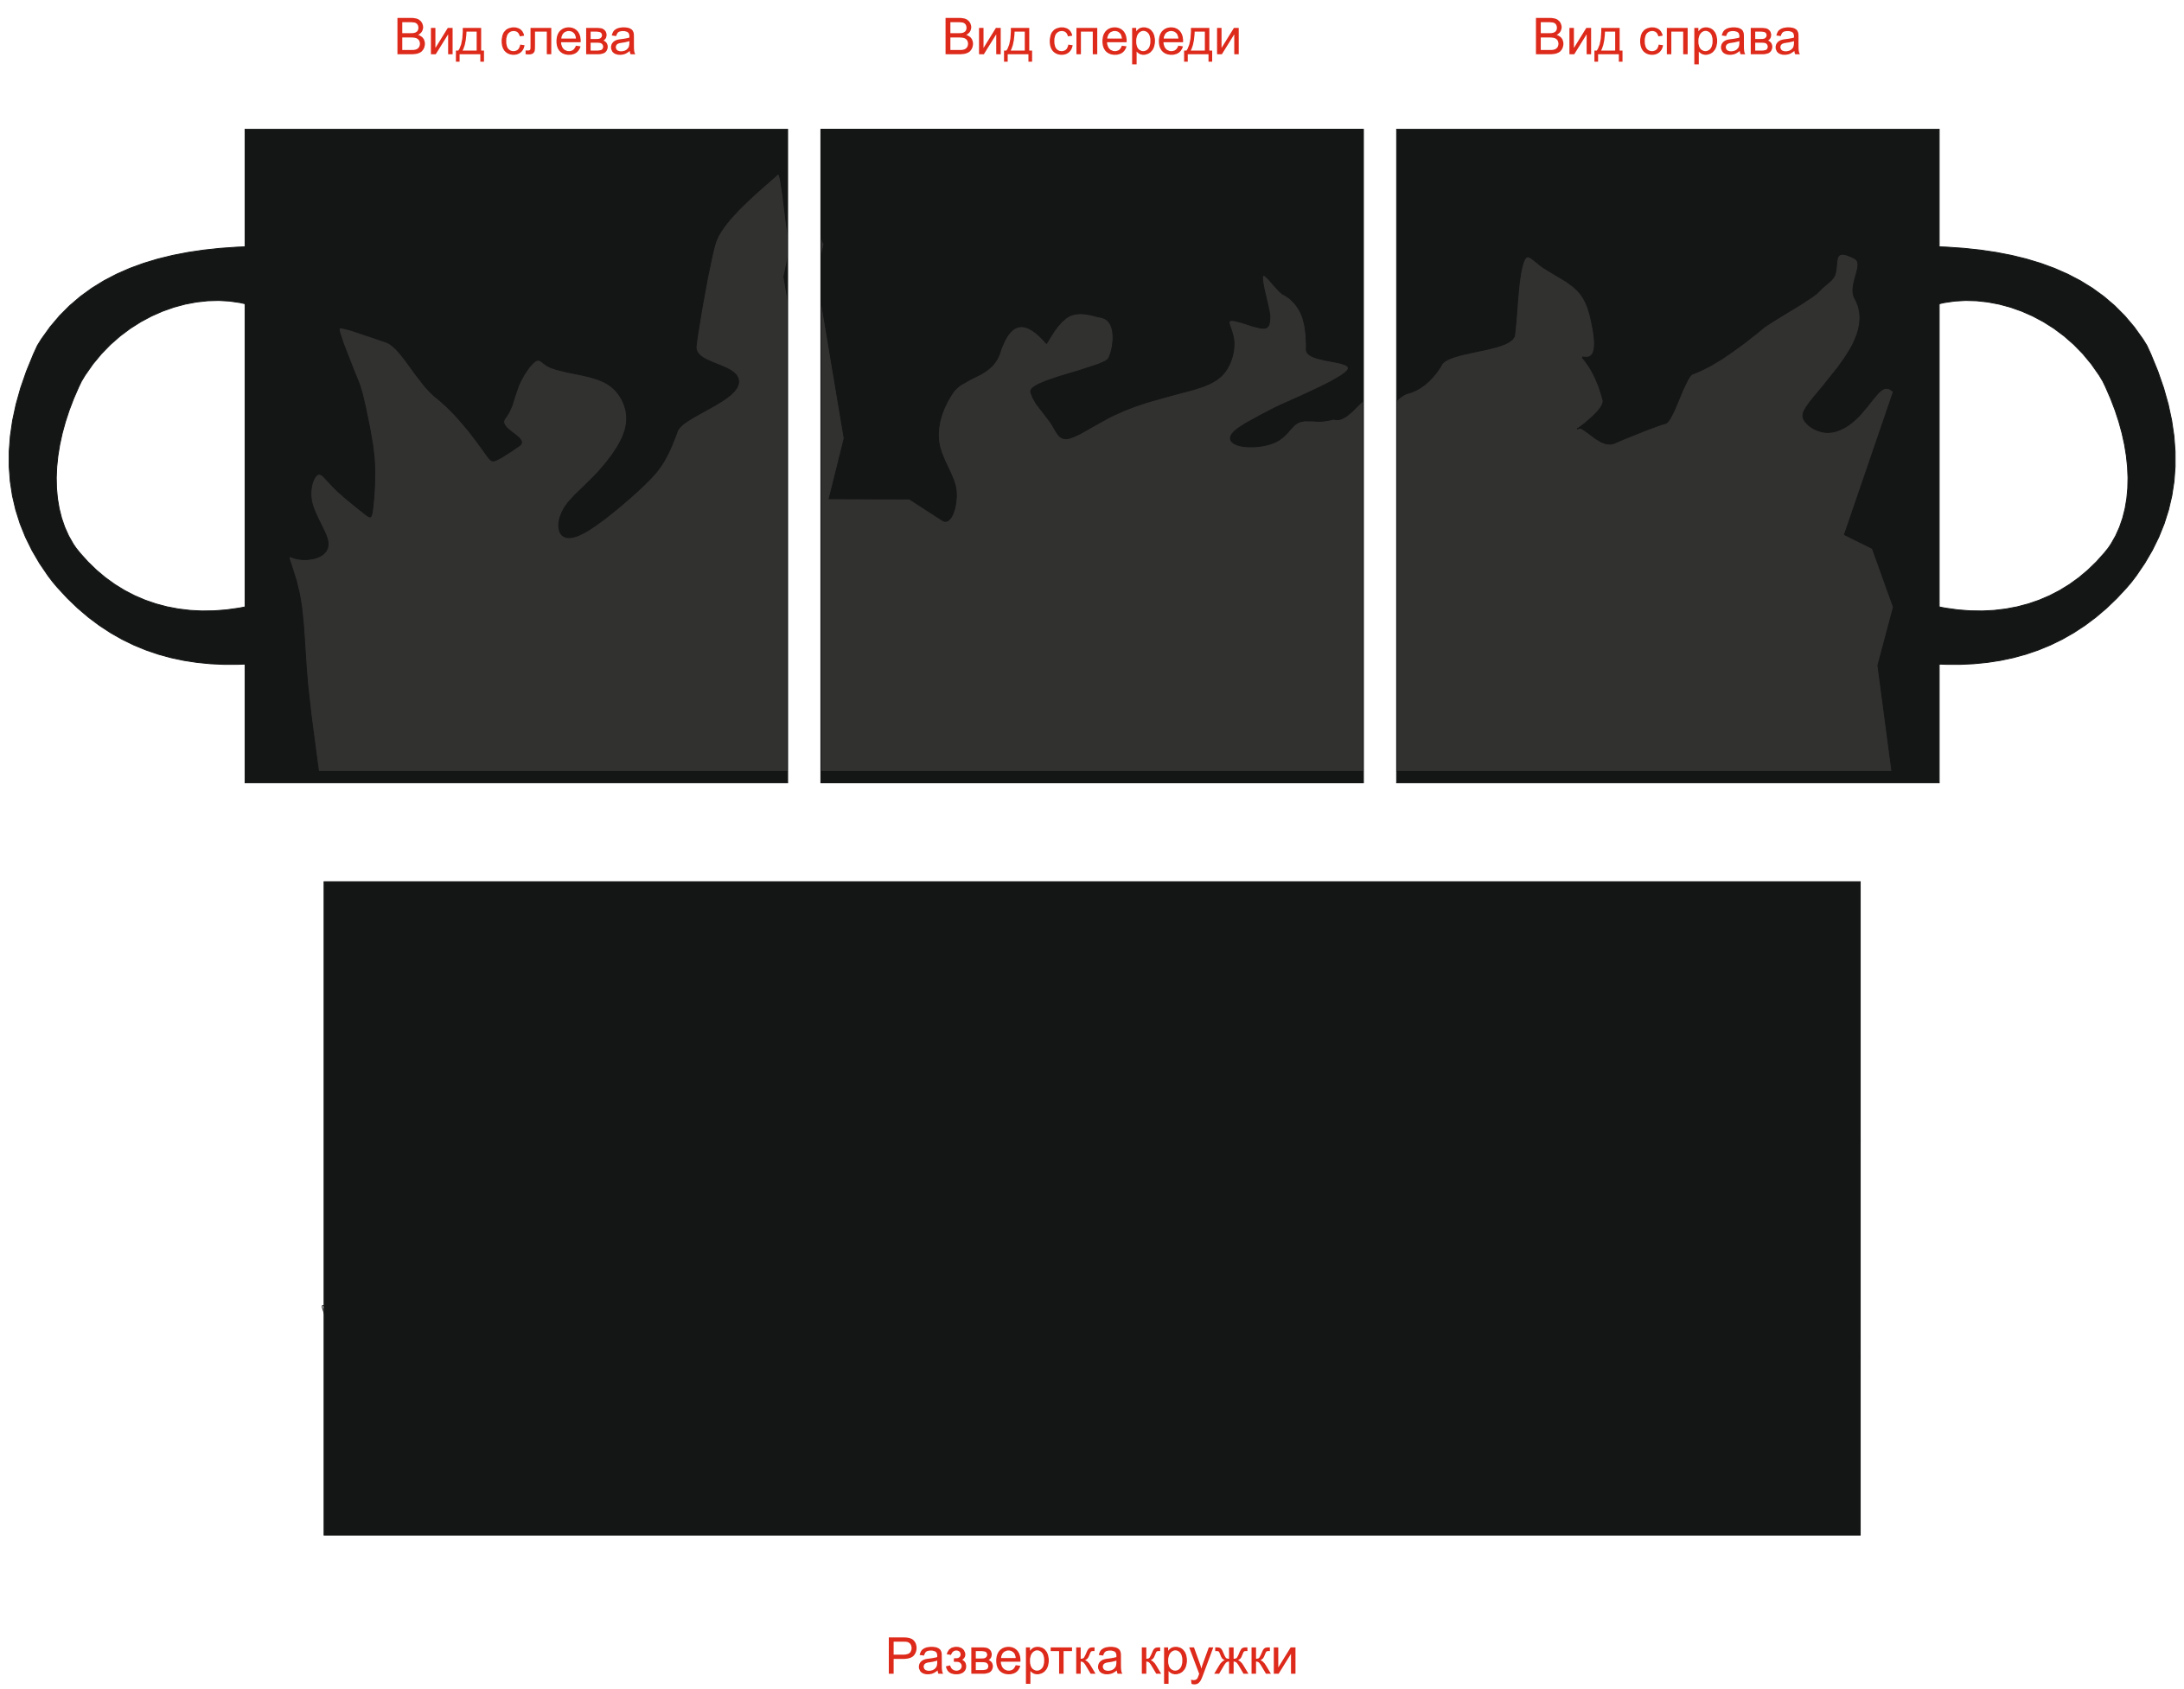 Вид слева
Вид спереди
Вид справа
Развертка кружки